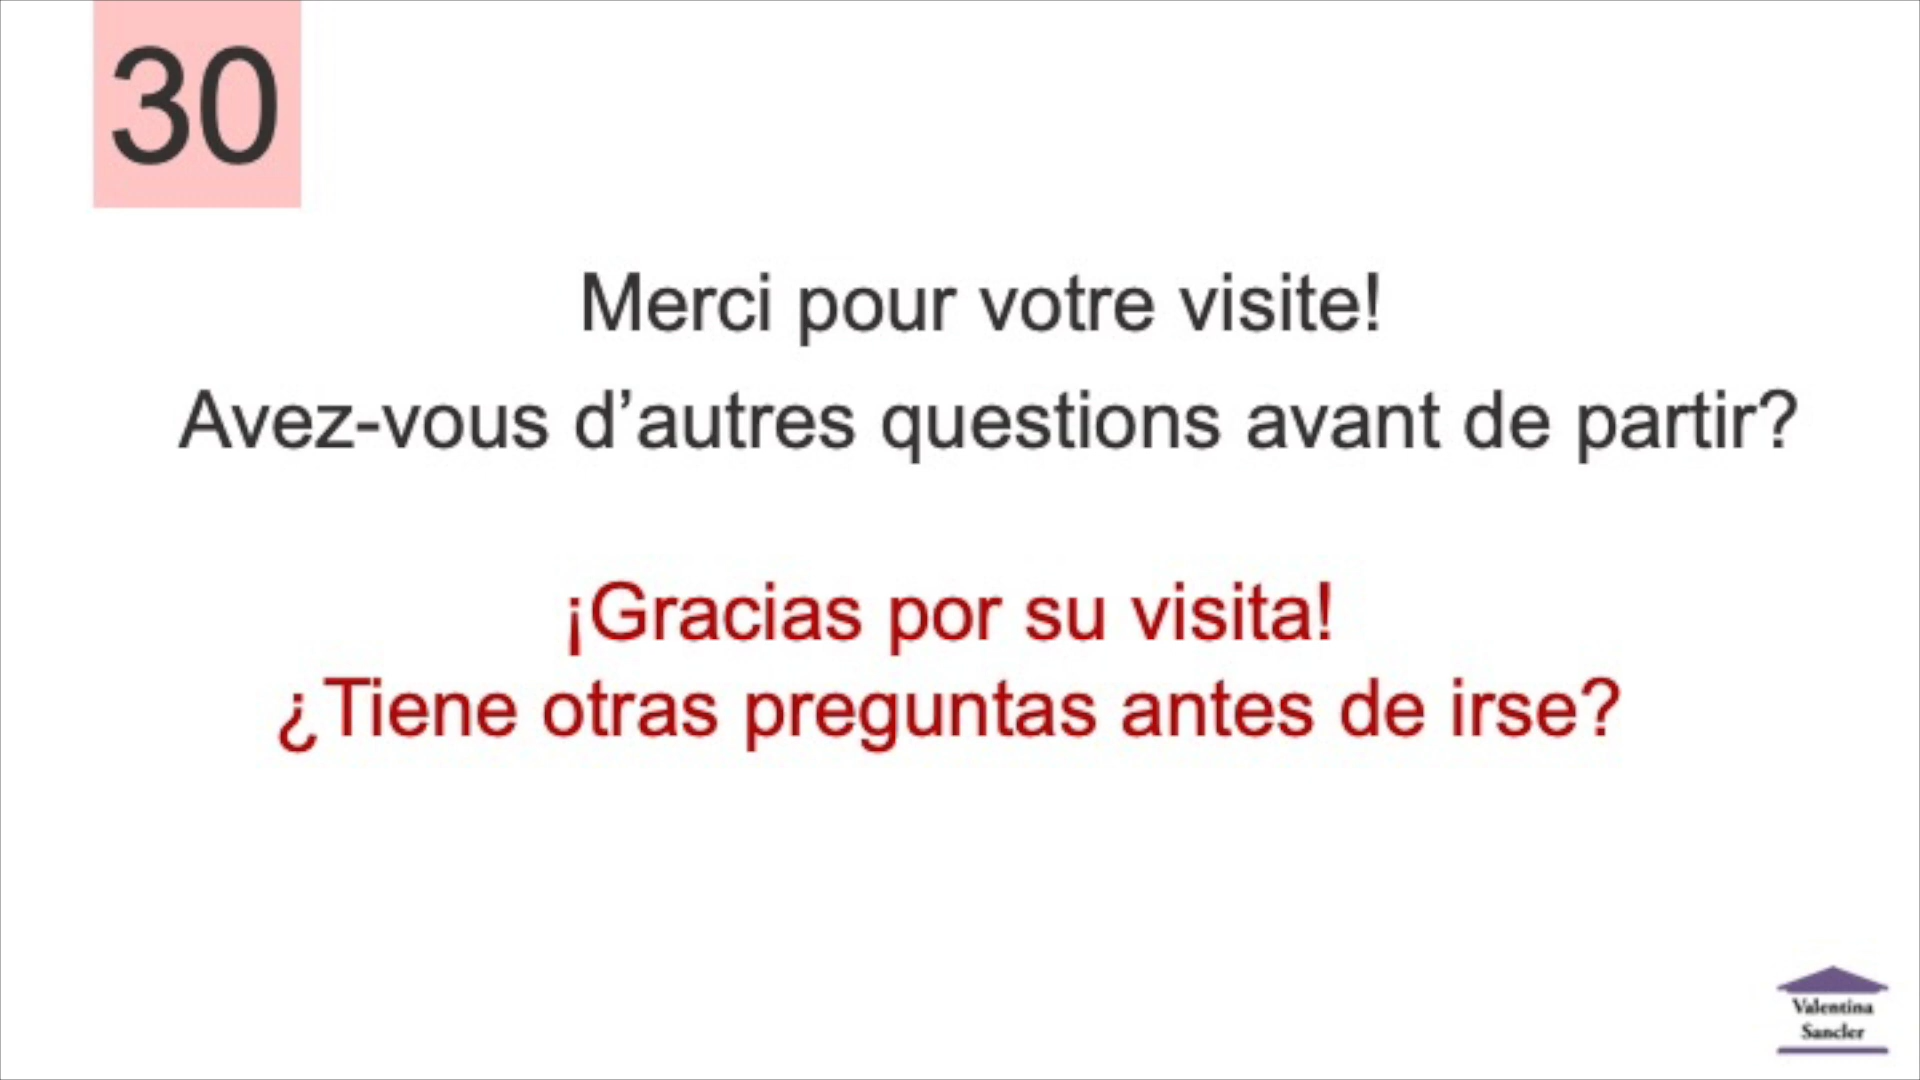 30
Merci pour votre visite!
Avez-vous d’autres questions avant de partir?
¡Gracias por su visita!
¿Tiene otras preguntas antes de irse?
Valentina
Sancler